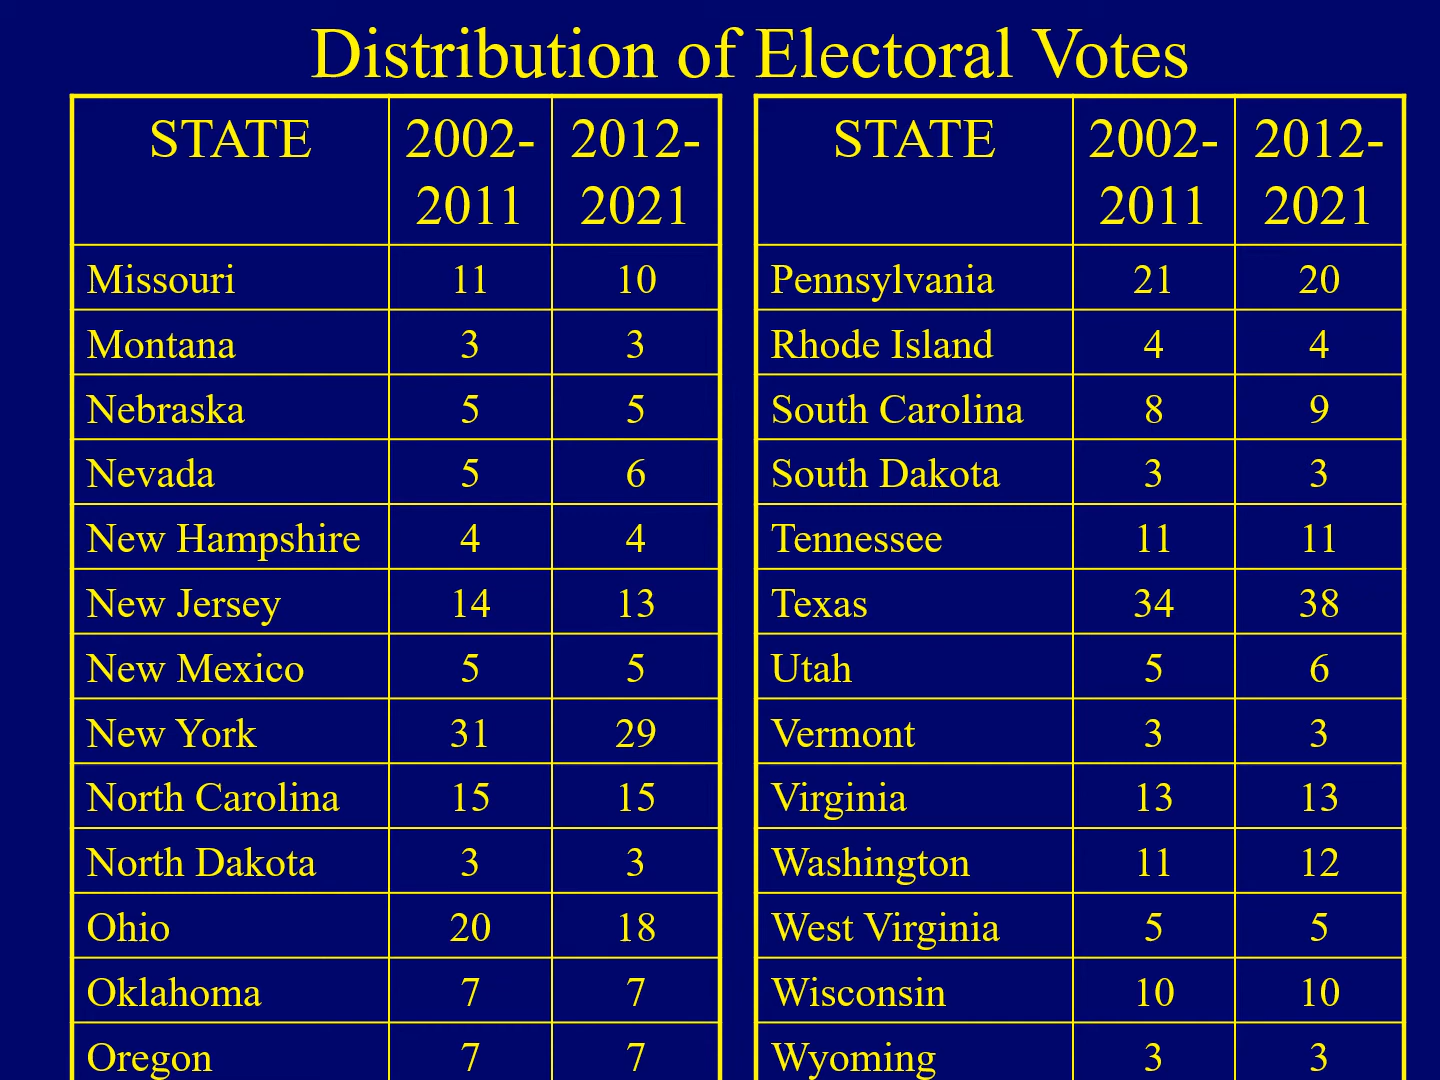 Distribution of Electoral Votes
STATE 2002- 2012-
2011 2021
Missouri 11 10
Montana 3 3
Nebraska 5 5
Nevada 5 6
New Hampshire 4 4
New Jersey 14 13
New Mexico 5 5
New York 31 29
North Carolina 15 15
North Dakota 3 3
Ohio 20 18
Oklahoma 7 7
Oregon 7 7
STATE 2002- 2012-
2011 2021
Pennsylvania 21 20
Rhode Island 4 4
South Carolina 8 9
South Dakota 3 3
Tennessee 11 11
Texas 34 38
Utah 5 6
Vermont 3 3
Virginia 13 13
Washington 11 12
West Virginia 5 5
Wisconsin 10 10
Wyoming 3 3